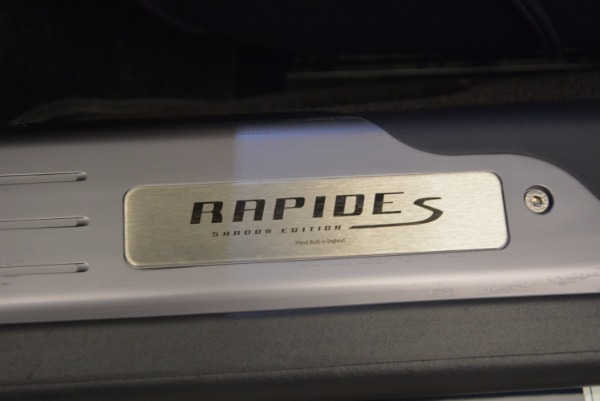 RAPIDE S
SHADOW EDITION
Hand Built in England